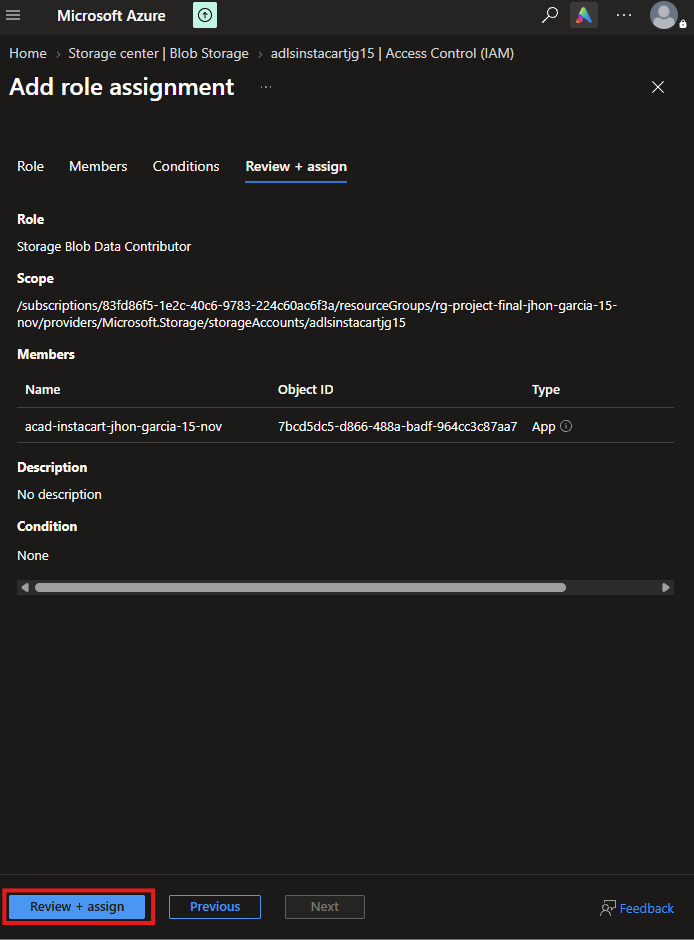 Microsoft Azure
Home > Storage center | Blob Storage > adlsinstacartjg15 | Access Control (IAM)
Add role assignment ...
Role Members Conditions Review + assign
Role
Storage Blob Data Contributor
Scope
/subscriptions/83fd86f5-1e2c-40c6-9783-224c60ac6f3a/resourceGroups/rg-project-final-jhon-garcia-15-
nov/providers/Microsoft.Storage/storageAccounts/adlsinstacartjg15
Members
Name Object ID Type
acad-instacart-jhon-garcia-15-nov 7bcd5dc5-d866-488a-badf-964cc3c87aa7 App
Description
No description
Condition
None
Review + assign Previous Next Feedback